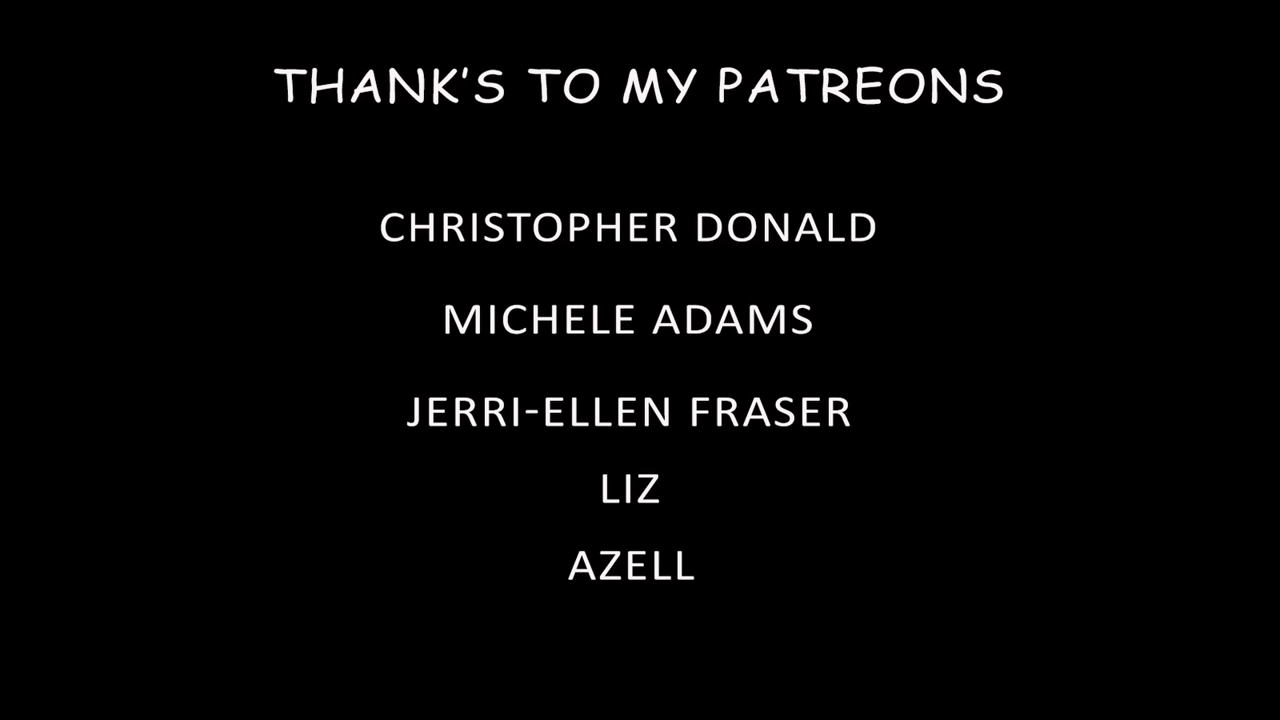 THANK'S TO MY PATREONS
CHRISTOPHER DONALD
MICHELE ADAMS
JERRI-ELLEN FRASER
LIZ
AZELL